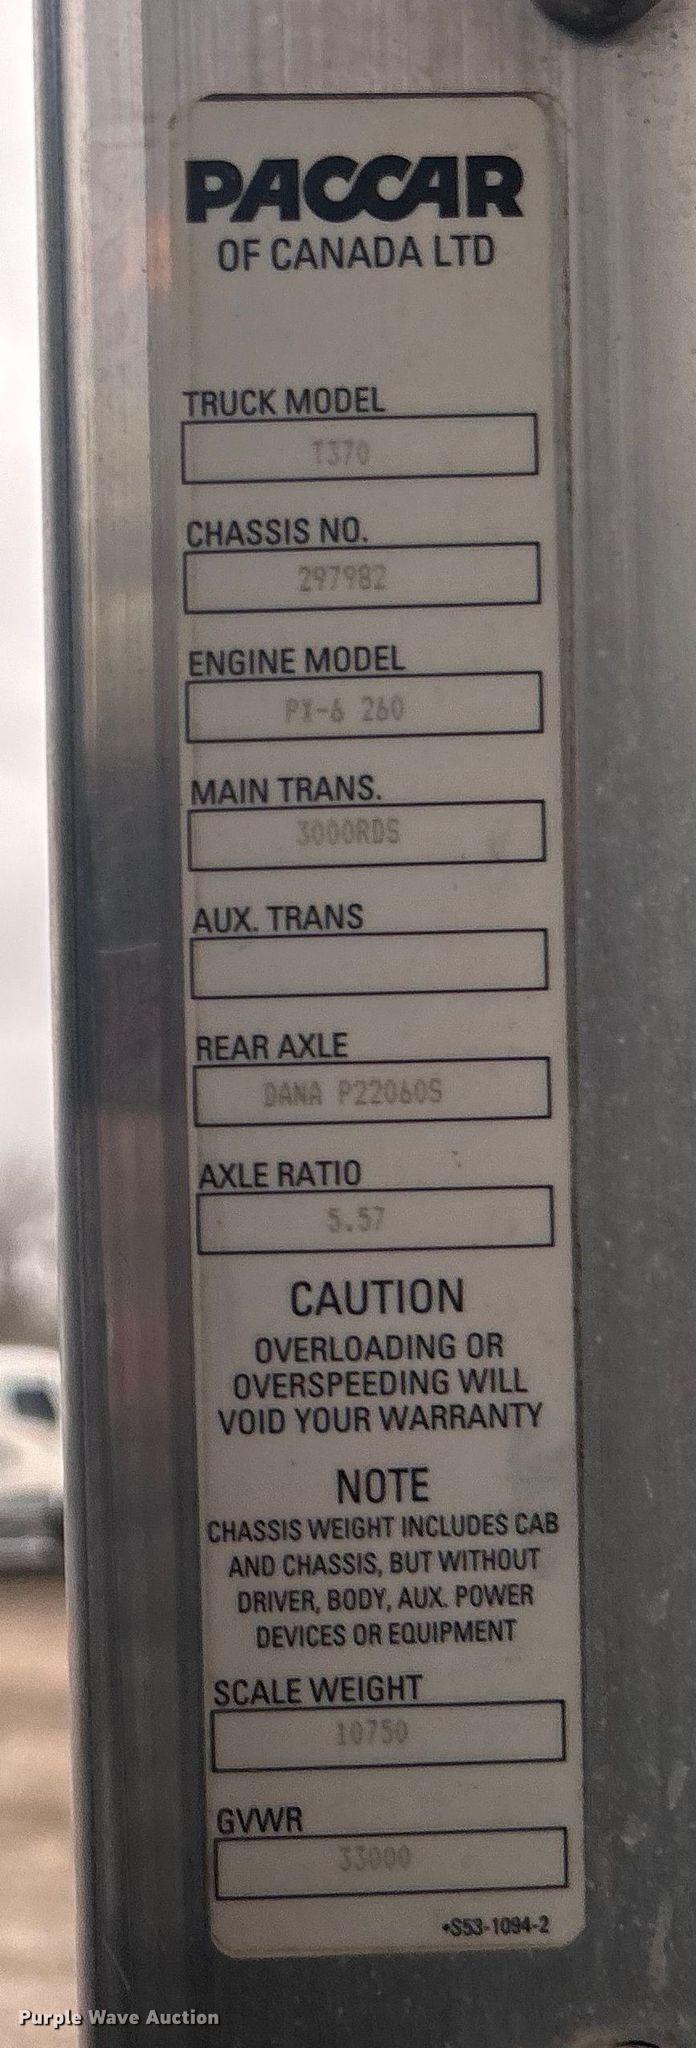 PACCAR
OF CANADA LTD
TRUCK MODEL
T370
CHASSIS NO.
297982
ENGINE MODEL
PX-6 260
MAIN TRANS.
3000RDS
AUX. TRANS
REAR AXLE
DANA P22060S
AXLE RATIO
5.57
CAUTION
OVERLOADING OR
OVERSPEEDING WILL
VOID YOUR WARRANTY
NOTE
CHASSIS WEIGHT INCLUDES CAB
AND CHASSIS, BUT WITHOUT
DRIVER, BODY, AUX. POWER
DEVICES OR EQUIPMENT
SCALE WEIGHT
10750
GVWR
33000
•S53-1094-2
Purple Wave Auction